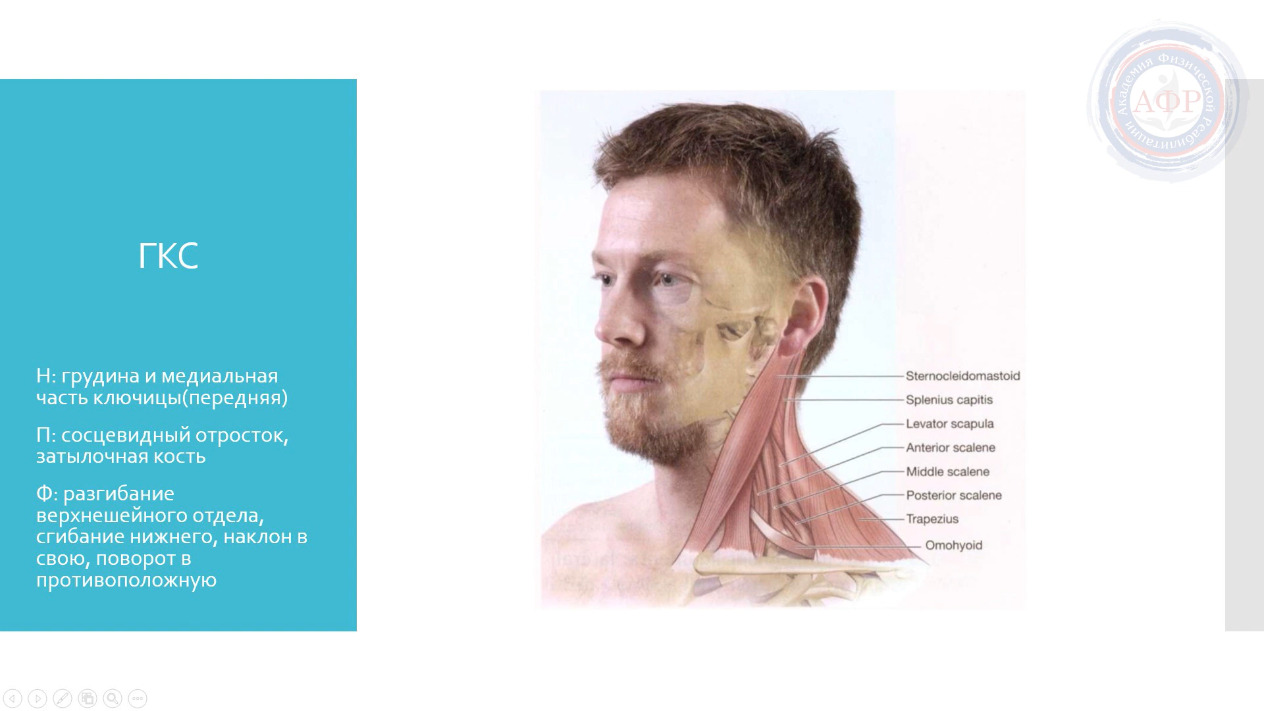 Академия Физической Реабилитации
АФР
ГКС
Н: грудина и медиальная
часть ключицы(передняя)
П: сосцевидный отросток,
затылочная кость
Ф: разгибание
верхнешейного отдела,
сгибание нижнего, наклон в
свою, поворот в
противоположную
Sternocleidomastoid
Splenius capitis
Levator scapula
Anterior scalene
Middle scalene
Posterior scalene
Trapezius
Omohyoid